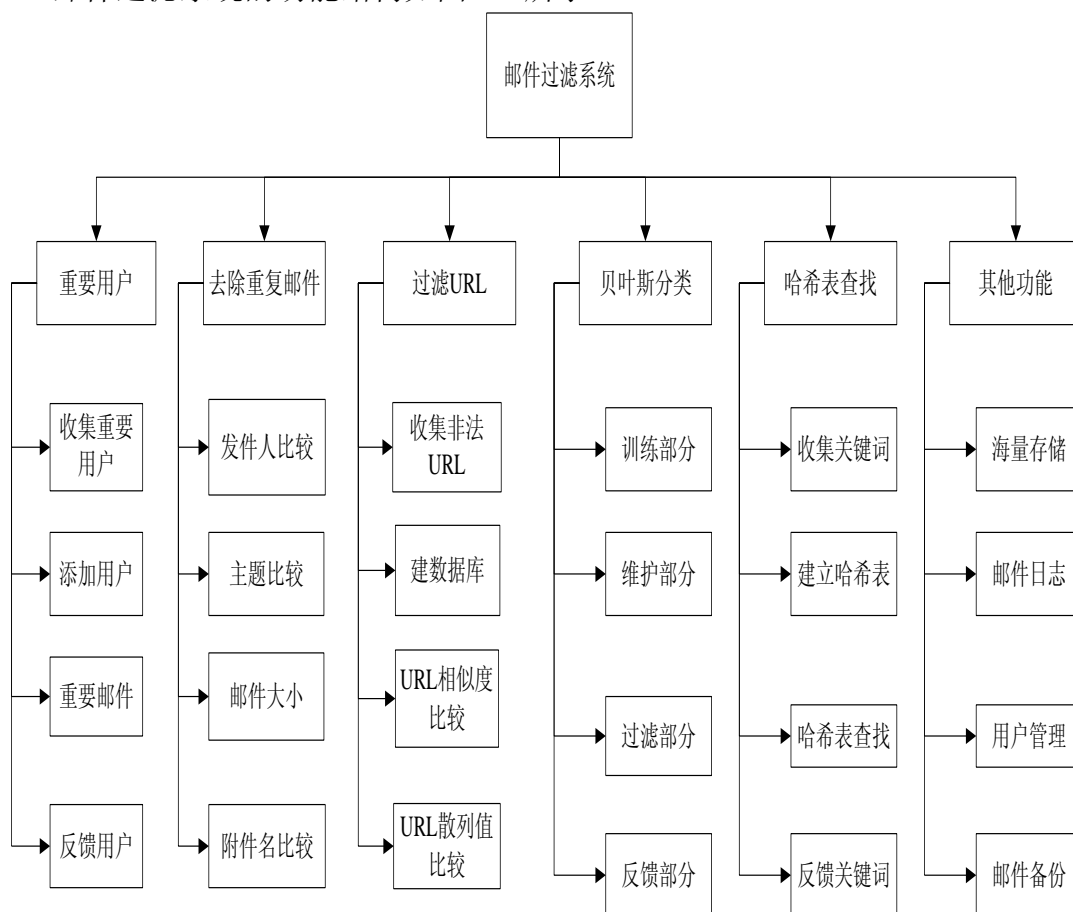 邮件过滤系统
重要用户
去除重复邮件
过滤URL
贝叶斯分类
哈希表查找
其他功能
收集重要
用户
发件人比较
收集非法
URL
训练部分
收集关键词
海量存储
添加用户
主题比较
建数据库
维护部分
建立哈希表
邮件日志
重要邮件
邮件大小
URL相似度
比较
过滤部分
哈希表查找
用户管理
反馈用户
附件名比较
URL散列值
比较
反馈部分
反馈关键词
邮件备份